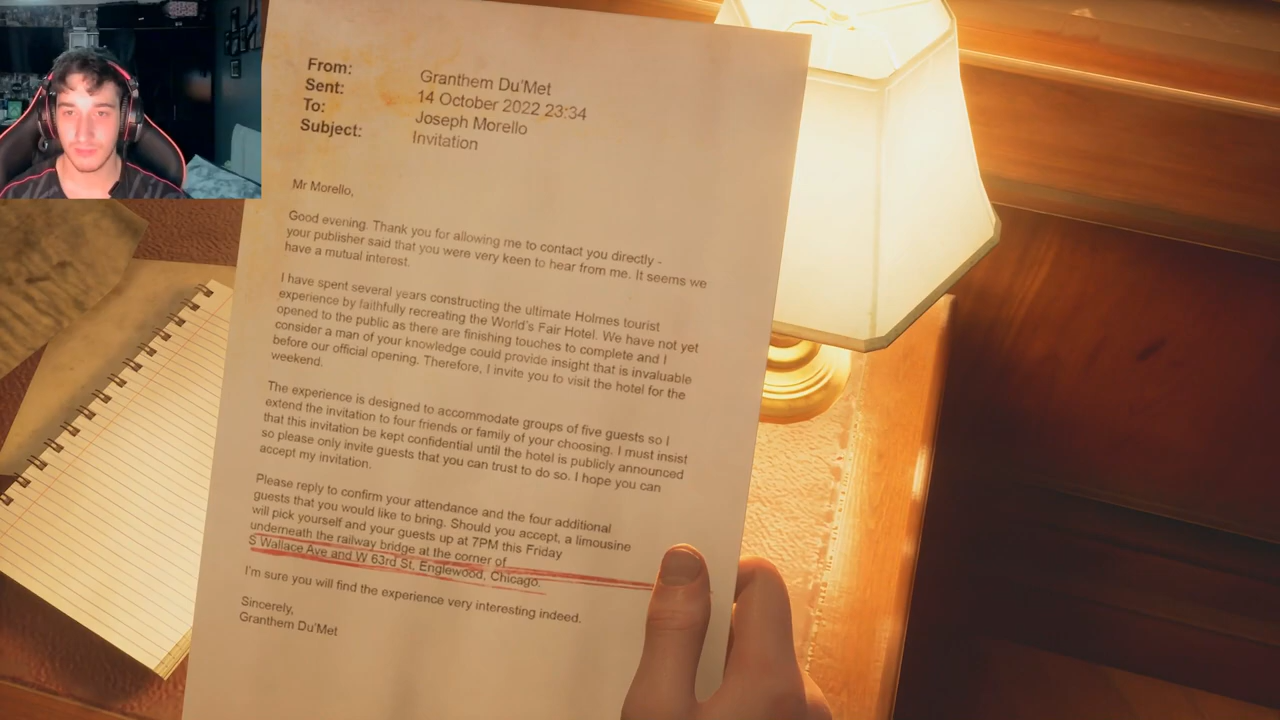 From: Granthem Du'Met
Sent: 14 October 2022 23:34
To: Joseph Morello
Subject: Invitation
Mr Morello,
Good evening. Thank you for allowing me to contact you directly -
your publisher said that you were very keen to hear from me. It seems we
have a mutual interest.
I have spent several years constructing the ultimate Holmes tourist
experience by faithfully recreating the World's Fair Hotel. We have not yet
opened to the public as there are finishing touches to complete and I
consider a man of your knowledge could provide insight that is invaluable
before our official opening. Therefore, I invite you to visit the hotel for the
weekend.
The experience is designed to accommodate groups of five guests so I
extend the invitation to four friends or family of your choosing. I must insist
that this invitation be kept confidential until the hotel is publicly announced
so please only invite guests that you can trust to do so. I hope you can
accept my invitation.
Please reply to confirm your attendance and the four additional
guests that you would like to bring. Should you accept, a limousine
will pick yourself and your guests up at 7PM this Friday
underneath the railway bridge at the corner of
S Wallace Ave and W 63rd St, Englewood, Chicago.
I'm sure you will find the experience very interesting indeed.
Sincerely,
Granthem Du'Met